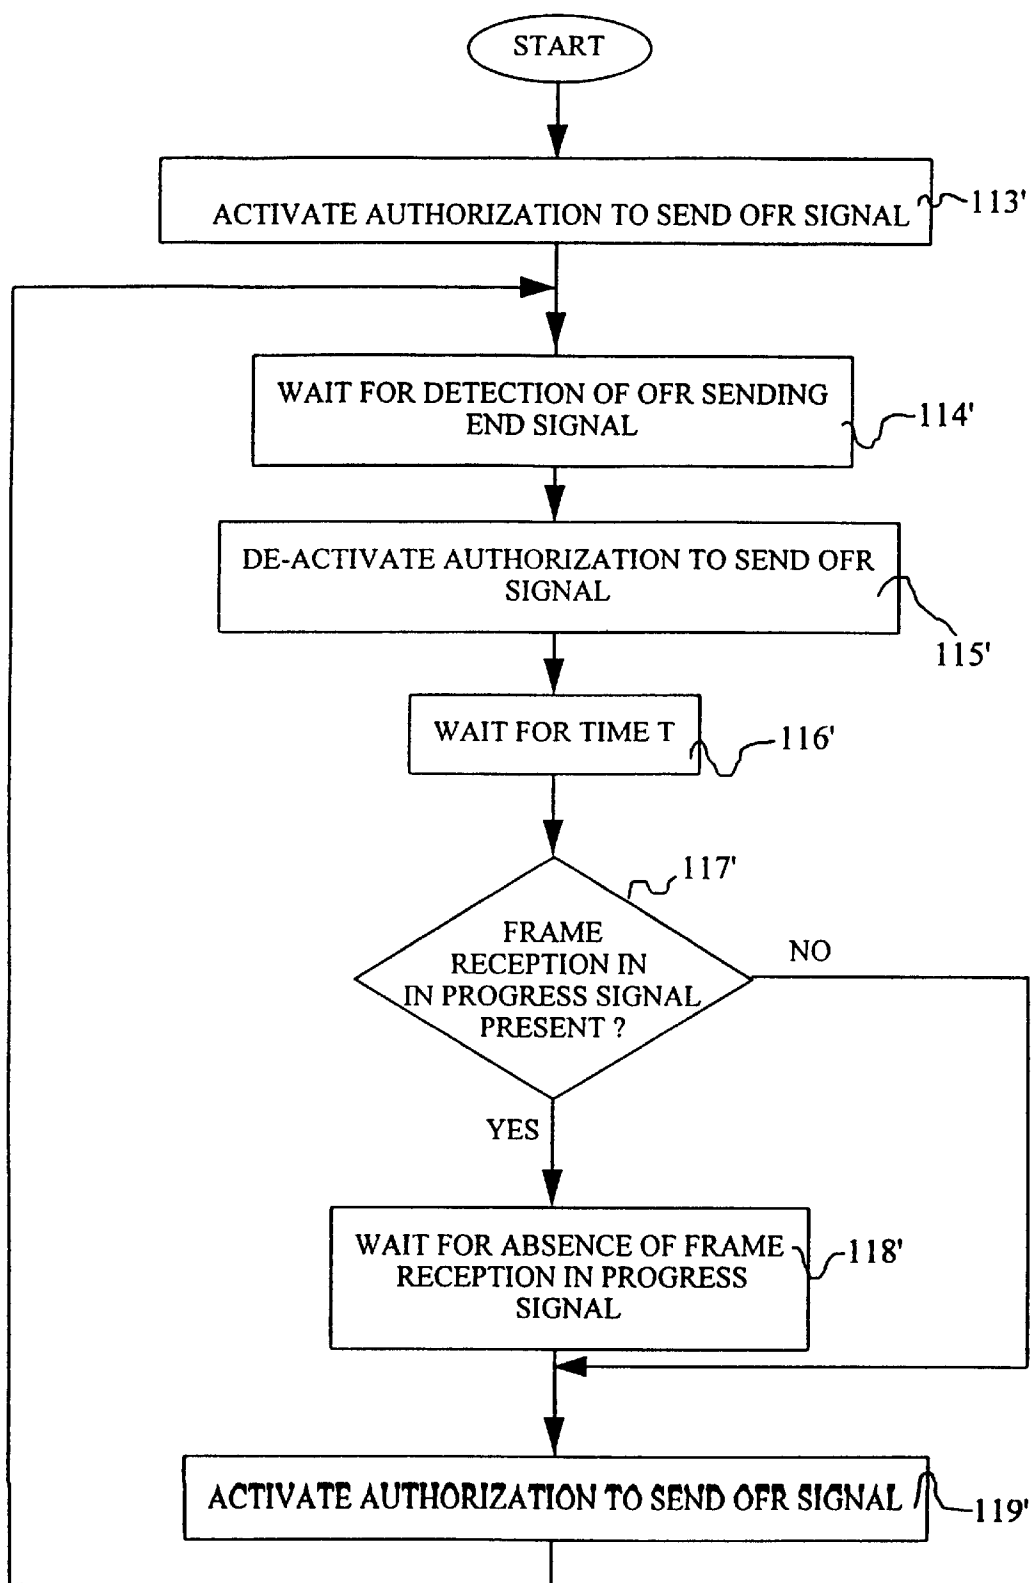 START
ACTIVATE AUTHORIZATION TO SEND OFR SIGNAL
113'
WAIT FOR DETECTION OF OFR SENDING
END SIGNAL
114'
DE-ACTIVATE AUTHORIZATION TO SEND OFR
SIGNAL
115'
WAIT FOR TIME T
116'
117'
FRAME
RECEPTION IN
IN PROGRESS SIGNAL
PRESENT ?
NO
YES
WAIT FOR ABSENCE OF FRAME
RECEPTION IN PROGRESS
SIGNAL
118'
ACTIVATE AUTHORIZATION TO SEND OFR SIGNAL
119'